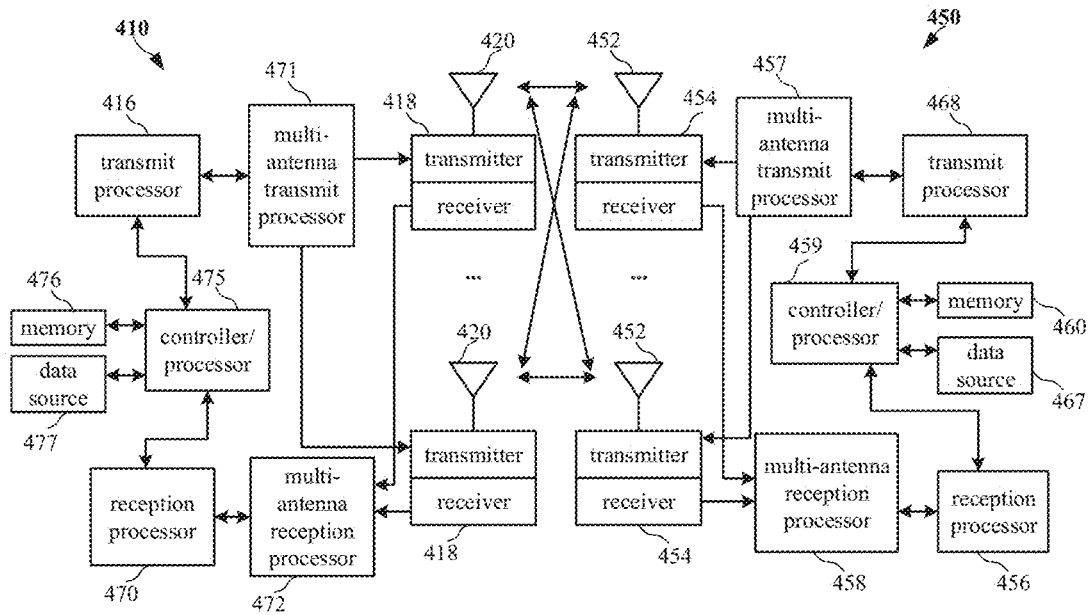 410
450
420
452
471
457
416
418
454
468
transmit
processor
multi-
antenna
transmit
processor
transmitter
receiver
transmitter
receiver
multi-
antenna
transmit
processor
transmit
processor
...
...
476
475
459
memory
controller/
processor
controller/
processor
memory
460
data
source
477
data
source
467
420
452
reception
processor
470
multi-
antenna
reception
processor
472
transmitter
receiver
418
transmitter
receiver
454
multi-antenna
reception
processor
458
reception
processor
456